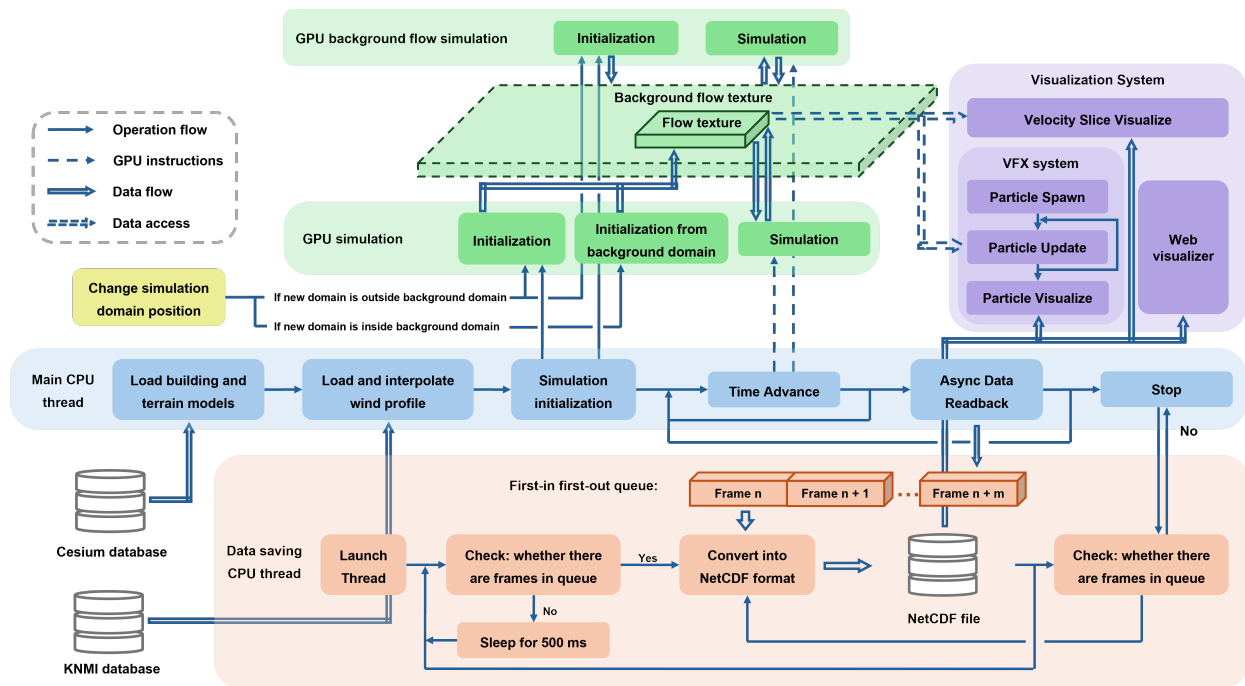 GPU background flow simulation
Initialization
Simulation
Visualization System
Background flow texture
Flow texture
Velocity Slice Visualize
Operation flow
GPU instructions
Data flow
Data access
VFX system
Particle Spawn
Particle Update
Particle Visualize
Web
visualizer
GPU simulation
Initialization
Initialization from
background domain
Simulation
Change simulation
domain position
If new domain is outside background domain
If new domain is inside background domain
Main CPU
thread
Load building and
terrain models
Load and interpolate
wind profile
Simulation
initialization
Time Advance
Async Data
Readback
Stop
No
Cesium database
KNMI database
First-in first-out queue:
Frame n
Frame n + 1
Frame n + m
Data saving
CPU thread
Launch
Thread
Check: whether there
are frames in queue
Yes
No
Sleep for 500 ms
Convert into
NetCDF format
NetCDF file
Check: whether there
are frames in queue